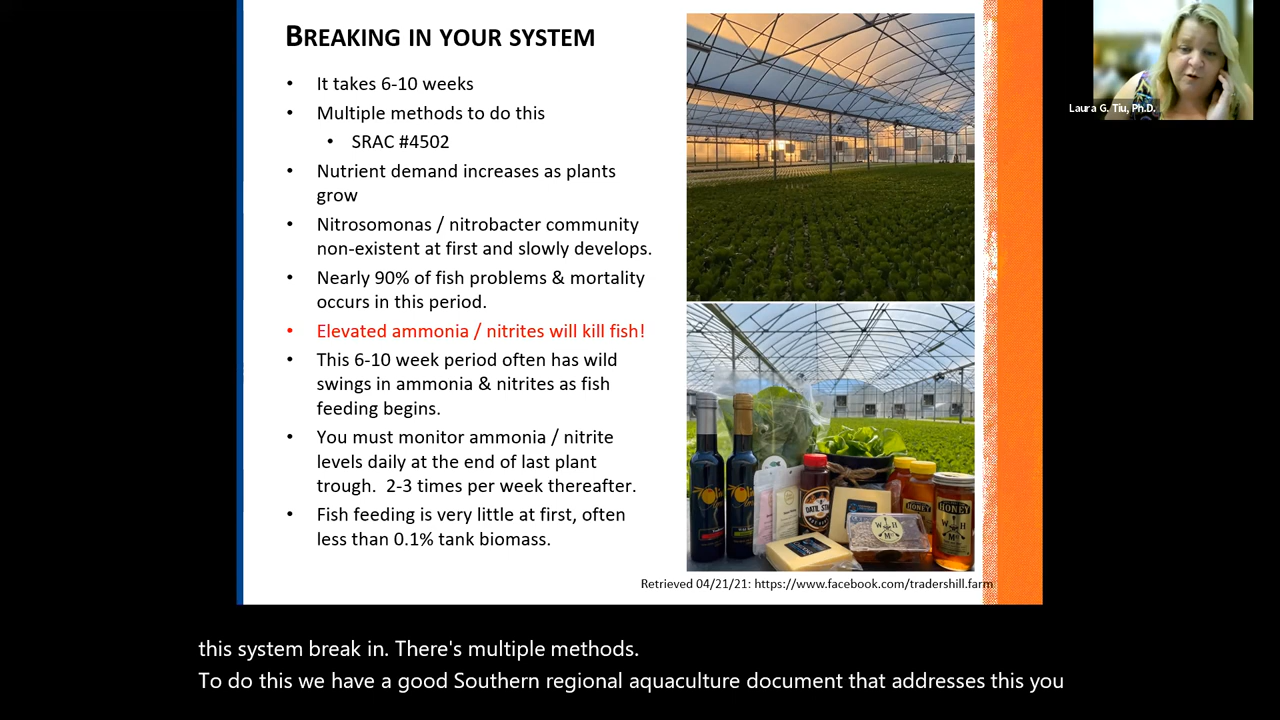 BREAKING IN YOUR SYSTEM
• It takes 6-10 weeks
• Multiple methods to do this
• SRAC #4502
• Nutrient demand increases as plants
grow
• Nitrosomonas / nitrobacter community
non-existent at first and slowly develops.
• Nearly 90% of fish problems & mortality
occurs in this period.
• Elevated ammonia / nitrites will kill fish!
• This 6-10 week period often has wild
swings in ammonia & nitrites as fish
feeding begins.
• You must monitor ammonia / nitrite
levels daily at the end of last plant
trough. 2-3 times per week thereafter.
• Fish feeding is very little at first, often
less than 0.1% tank biomass.
HONEY
HONEY
DATIL
W H
Retrieved 04/21/21: https://www.facebook.com/tradershill.farm
Laura G. Tiu, Ph.D.
this system break in. There's multiple methods.
To do this we have a good Southern regional aquaculture document that addresses this you